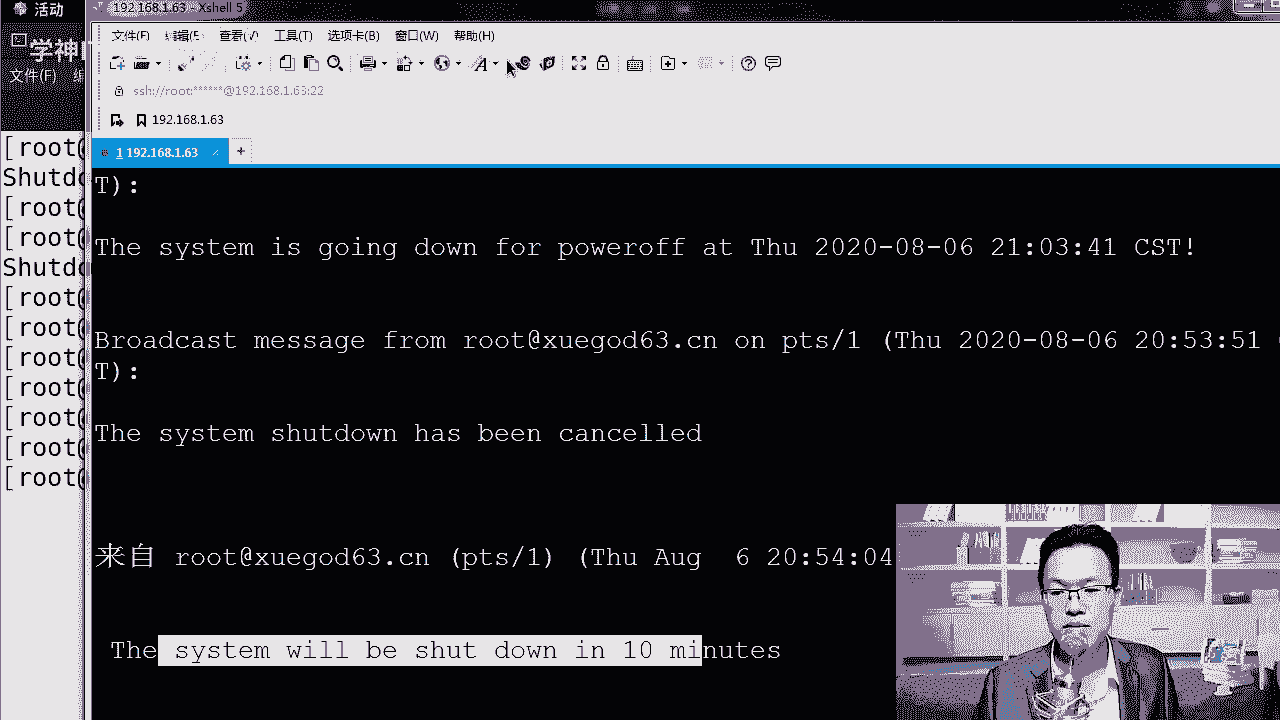 活动
192.168.1.63 - Xshell 5
学神IT
文件(F) 编
文件(F) 编辑(E) 查看(V) 工具(T) 选项卡(B) 窗口(W) 帮助(H)
ssh://root:******@192.168.1.63:22
192.168.1.63
1 192.168.1.63
[root@
Shutdo
[root@
[root@
Shutdo
[root@
[root@
[root@
[root@
[root@
[root@
[root@
T):
The system is going down for poweroff at Thu 2020-08-06 21:03:41 CST!
Broadcast message from root@xuegod63.cn on pts/1 (Thu 2020-08-06 20:53:51
T):
The system shutdown has been cancelled
来自 root@xuegod63.cn (pts/1) (Thu Aug 6 20:54:04
The system will be shut down in 10 minutes